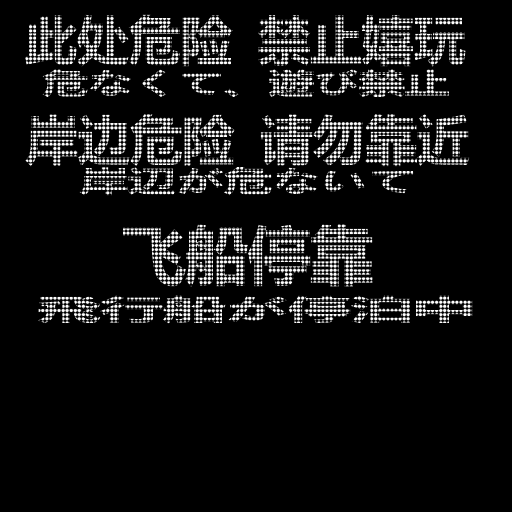 此处危险 禁止嬉玩
危なくて、遊び禁止
岸边危险 请勿靠近
岸辺が危ないて
飞船停靠
飛行船が停泊中